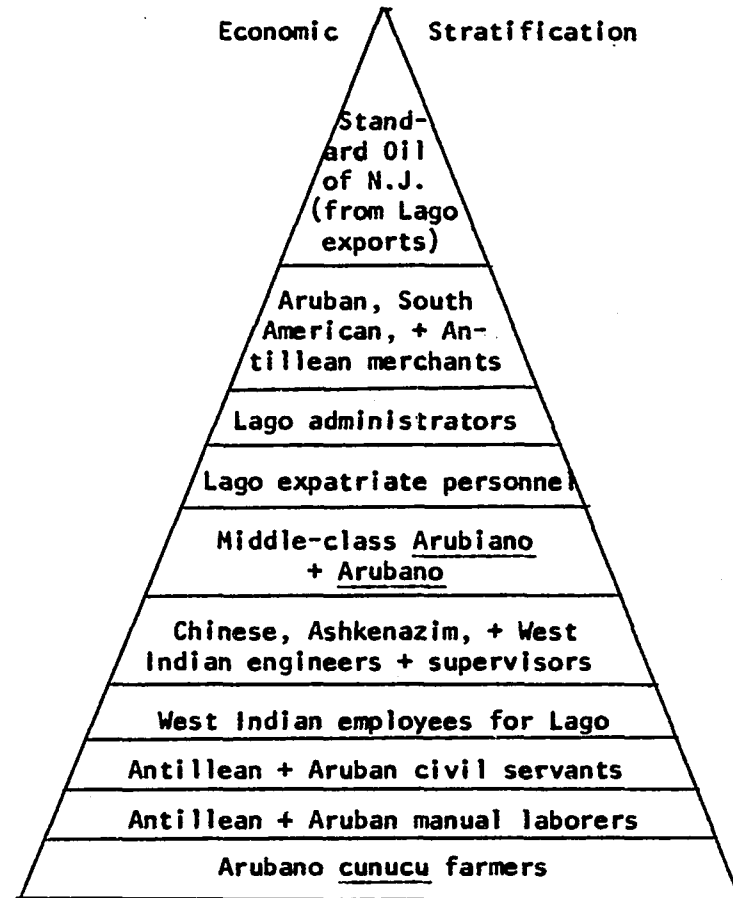 Economic Stratification
Stand-
ard Oil
of N.J.
(from Lago
exports)
Aruban, South
American, + An-
tillean merchants
Lago administrators
Lago expatriate personnel
Middle-class Arubiano
+ Arubano
Chinese, Ashkenazim, + West
Indian engineers + supervisors
West Indian employees for Lago
Antillean + Aruban civil servants
Antillean + Aruban manual laborers
Arubano cunucu farmers